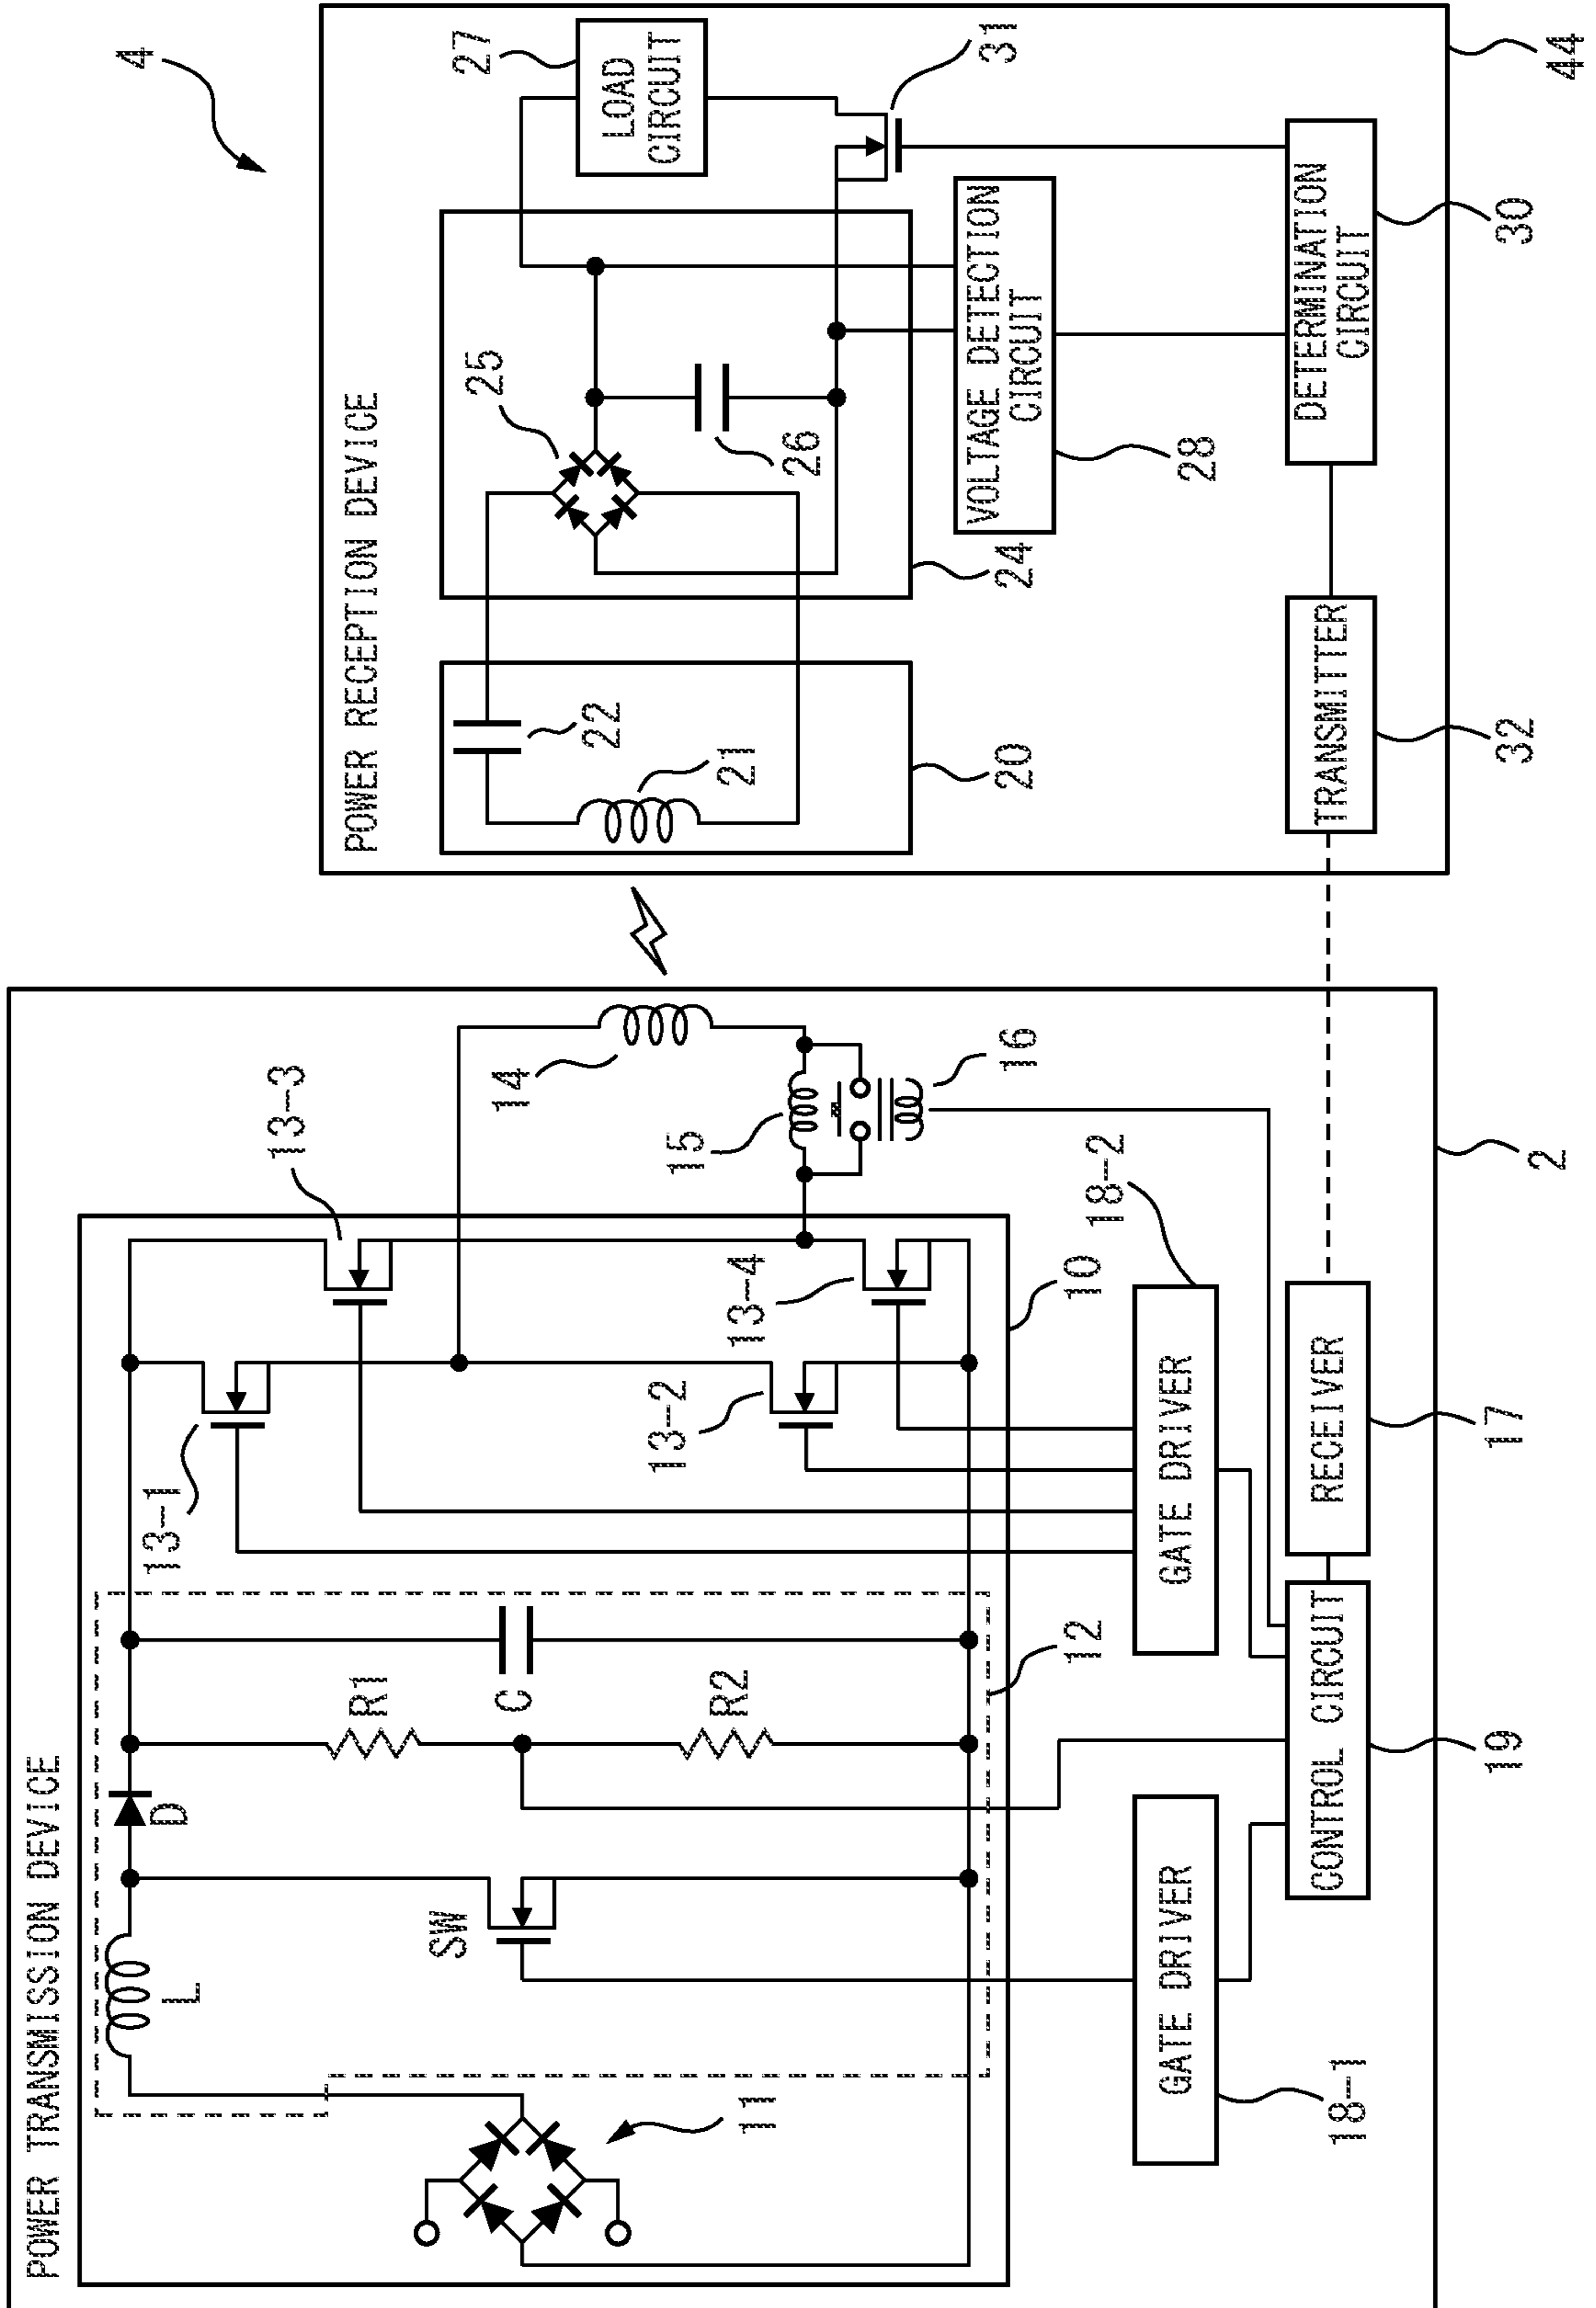 4
POWER TRANSMISSION DEVICE
L
D
R1
C
R2
SW
11
12
13-1
13-2
13-3
13-4
10
14
15
16
GATE DRIVER
18-1
GATE DRIVER
18-2
CONTROL CIRCUIT
19
RECEIVER
17
2
POWER RECEPTION DEVICE
22
21
20
25
26
24
LOAD
CIRCUIT
27
31
VOLTAGE DETECTION
CIRCUIT
28
DETERMINATION
CIRCUIT
30
TRANSMITTER
32
44